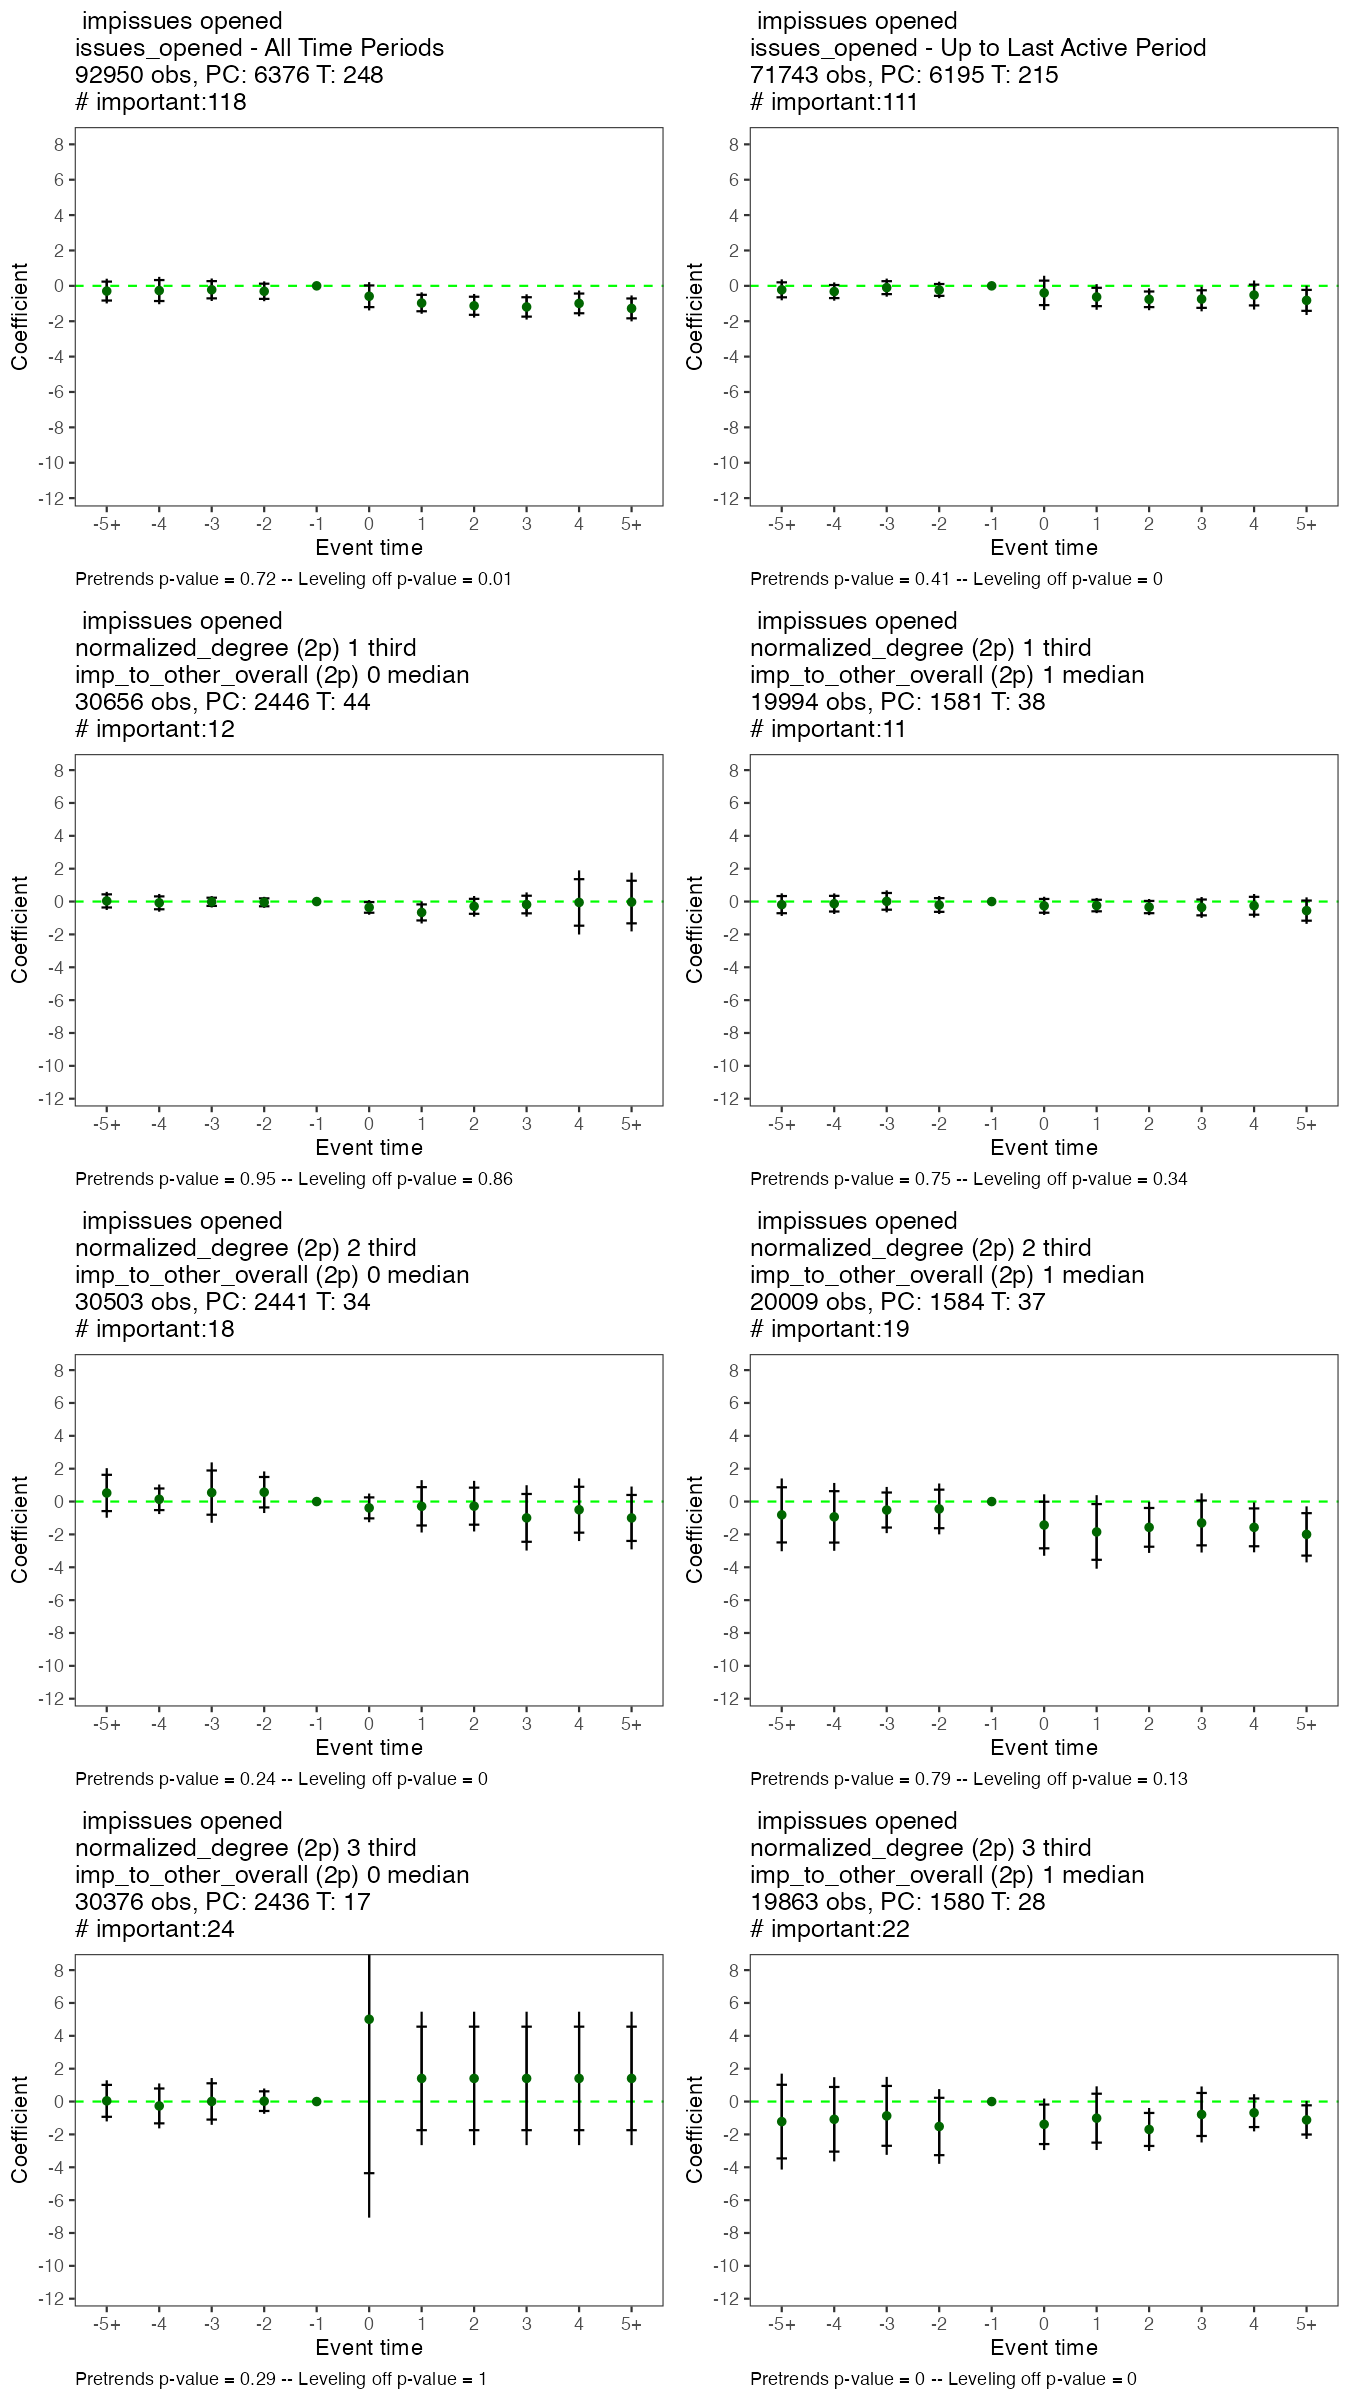 impissues opened
issues_opened - All Time Periods
92950 obs, PC: 6376 T: 248
# important:118
8
6
4
2
0
-2
-4
-6
-8
-10
-12
Coefficient
-5+ -4 -3 -2 -1 0 1 2 3 4 5+
Event time
Pretrends p-value = 0.72 -- Leveling off p-value = 0.01
impissues opened
issues_opened - Up to Last Active Period
71743 obs, PC: 6195 T: 215
# important:111
8
6
4
2
0
-2
-4
-6
-8
-10
-12
Coefficient
-5+ -4 -3 -2 -1 0 1 2 3 4 5+
Event time
Pretrends p-value = 0.41 -- Leveling off p-value = 0
impissues opened
normalized_degree (2p) 1 third
imp_to_other_overall (2p) 0 median
30656 obs, PC: 2446 T: 44
# important:12
8
6
4
2
0
-2
-4
-6
-8
-10
-12
Coefficient
-5+ -4 -3 -2 -1 0 1 2 3 4 5+
Event time
Pretrends p-value = 0.95 -- Leveling off p-value = 0.86
impissues opened
normalized_degree (2p) 1 third
imp_to_other_overall (2p) 1 median
19994 obs, PC: 1581 T: 38
# important:11
8
6
4
2
0
-2
-4
-6
-8
-10
-12
Coefficient
-5+ -4 -3 -2 -1 0 1 2 3 4 5+
Event time
Pretrends p-value = 0.75 -- Leveling off p-value = 0.34
impissues opened
normalized_degree (2p) 2 third
imp_to_other_overall (2p) 0 median
30503 obs, PC: 2441 T: 34
# important:18
8
6
4
2
0
-2
-4
-6
-8
-10
-12
Coefficient
-5+ -4 -3 -2 -1 0 1 2 3 4 5+
Event time
Pretrends p-value = 0.24 -- Leveling off p-value = 0
impissues opened
normalized_degree (2p) 2 third
imp_to_other_overall (2p) 1 median
20009 obs, PC: 1584 T: 37
# important:19
8
6
4
2
0
-2
-4
-6
-8
-10
-12
Coefficient
-5+ -4 -3 -2 -1 0 1 2 3 4 5+
Event time
Pretrends p-value = 0.79 -- Leveling off p-value = 0.13
impissues opened
normalized_degree (2p) 3 third
imp_to_other_overall (2p) 0 median
30376 obs, PC: 2436 T: 17
# important:24
8
6
4
2
0
-2
-4
-6
-8
-10
-12
Coefficient
-5+ -4 -3 -2 -1 0 1 2 3 4 5+
Event time
Pretrends p-value = 0.29 -- Leveling off p-value = 1
impissues opened
normalized_degree (2p) 3 third
imp_to_other_overall (2p) 1 median
19863 obs, PC: 1580 T: 28
# important:22
8
6
4
2
0
-2
-4
-6
-8
-10
-12
Coefficient
-5+ -4 -3 -2 -1 0 1 2 3 4 5+
Event time
Pretrends p-value = 0 -- Leveling off p-value = 0